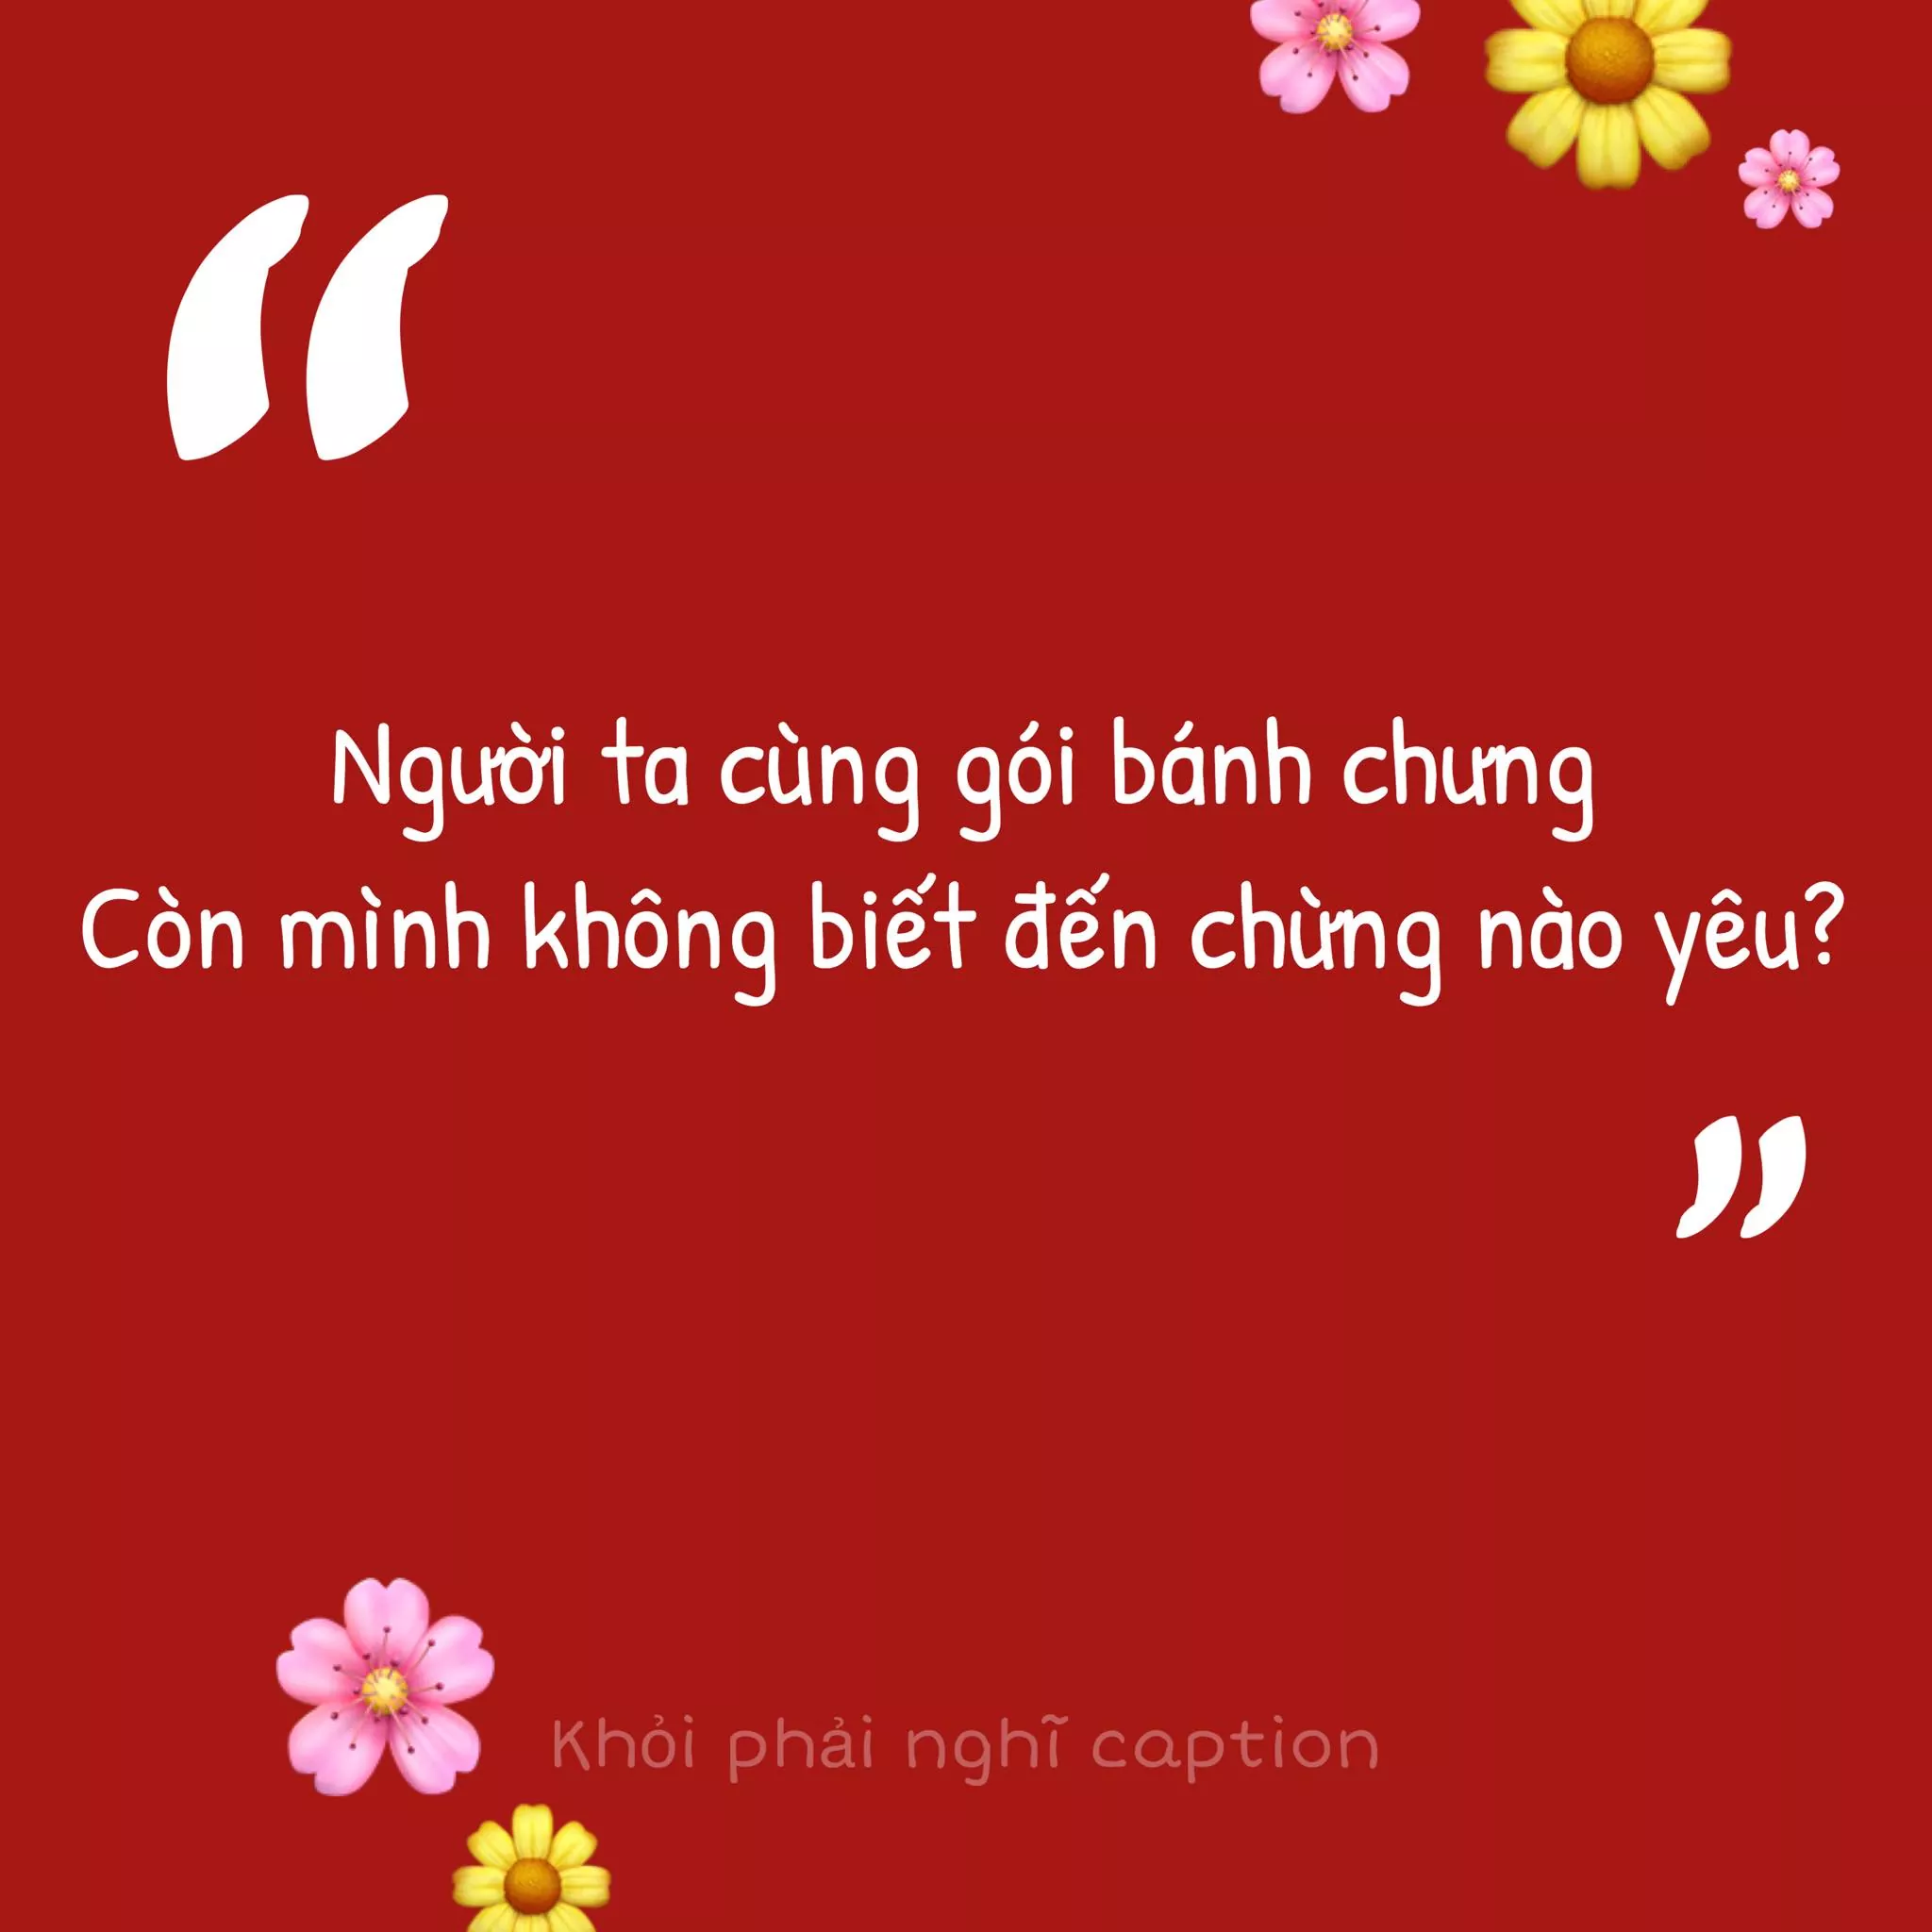 “
Người ta cùng gói bánh chưng
Còn mình không biết đến chừng nào yêu?
”
Khỏi phải nghĩ caption